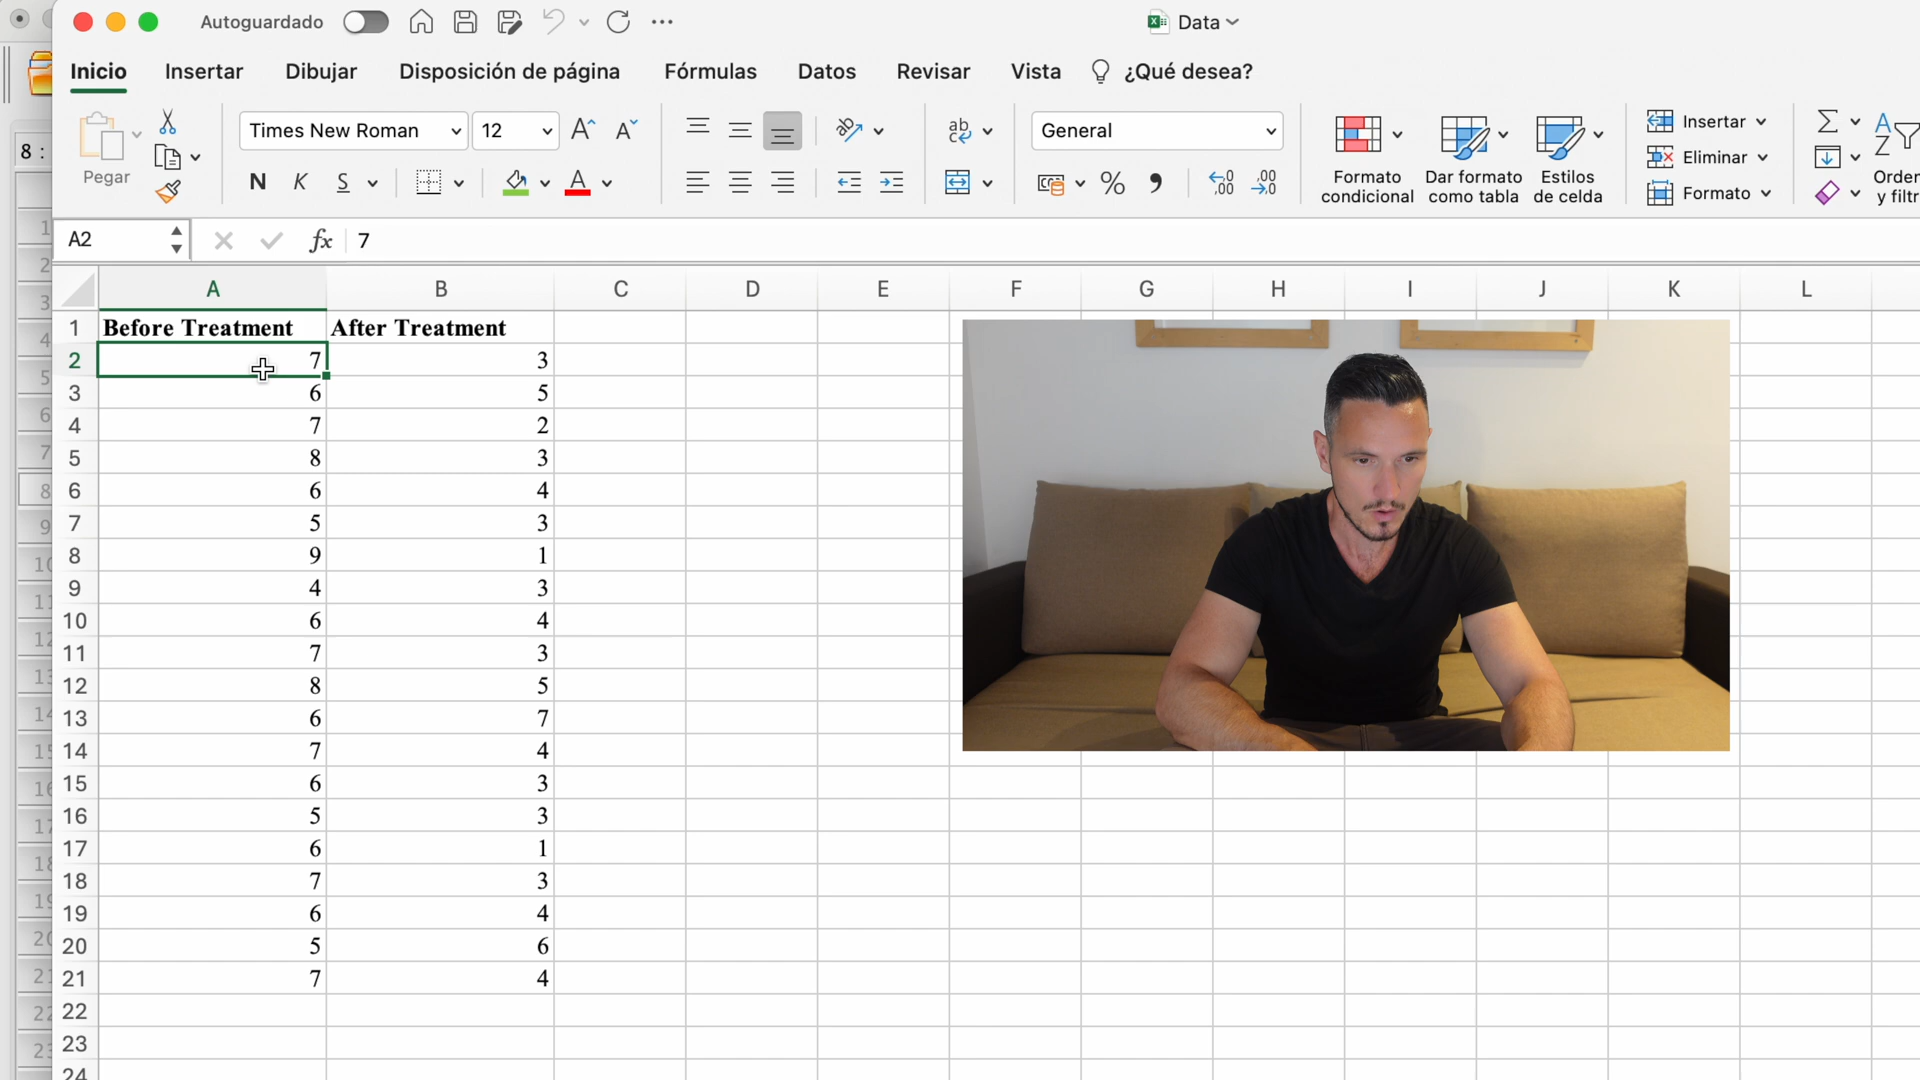 Autoguardado
Data
Inicio Insertar Dibujar Disposición de página Fórmulas Datos Revisar Vista ¿Qué desea?
Pegar
Times New Roman 12
General
N K S
Formato condicional
Dar formato como tabla
Estilos de celda
Insertar
Eliminar
Formato
Orden
y filtr
8 :
A2 fx 7
A B C D E F G H I J K L
1 Before Treatment After Treatment
2 7 3
3 6 5
4 7 2
5 8 3
6 6 4
7 5 3
8 9 1
9 4 3
10 6 4
11 7 3
12 8 5
13 6 7
14 7 4
15 6 3
16 5 3
17 6 1
18 7 3
19 6 4
20 5 6
21 7 4
22
23
24